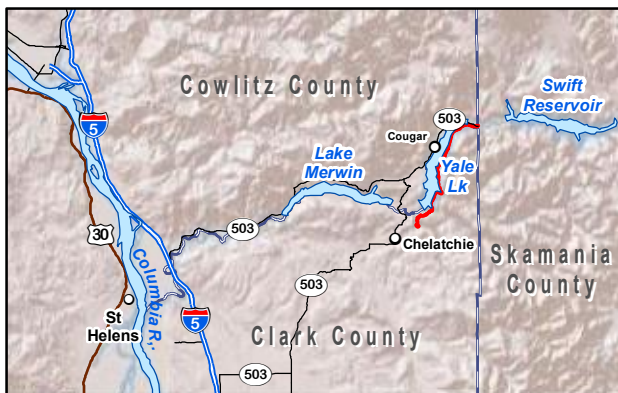 Cowlitz County
Swift
Reservoir
5
503
Cougar
Lake
Merwin
Yale
Lk
503
30
Chelatchie
Skamania
County
Columbia R.
503
St
Helens
5
Clark County
503